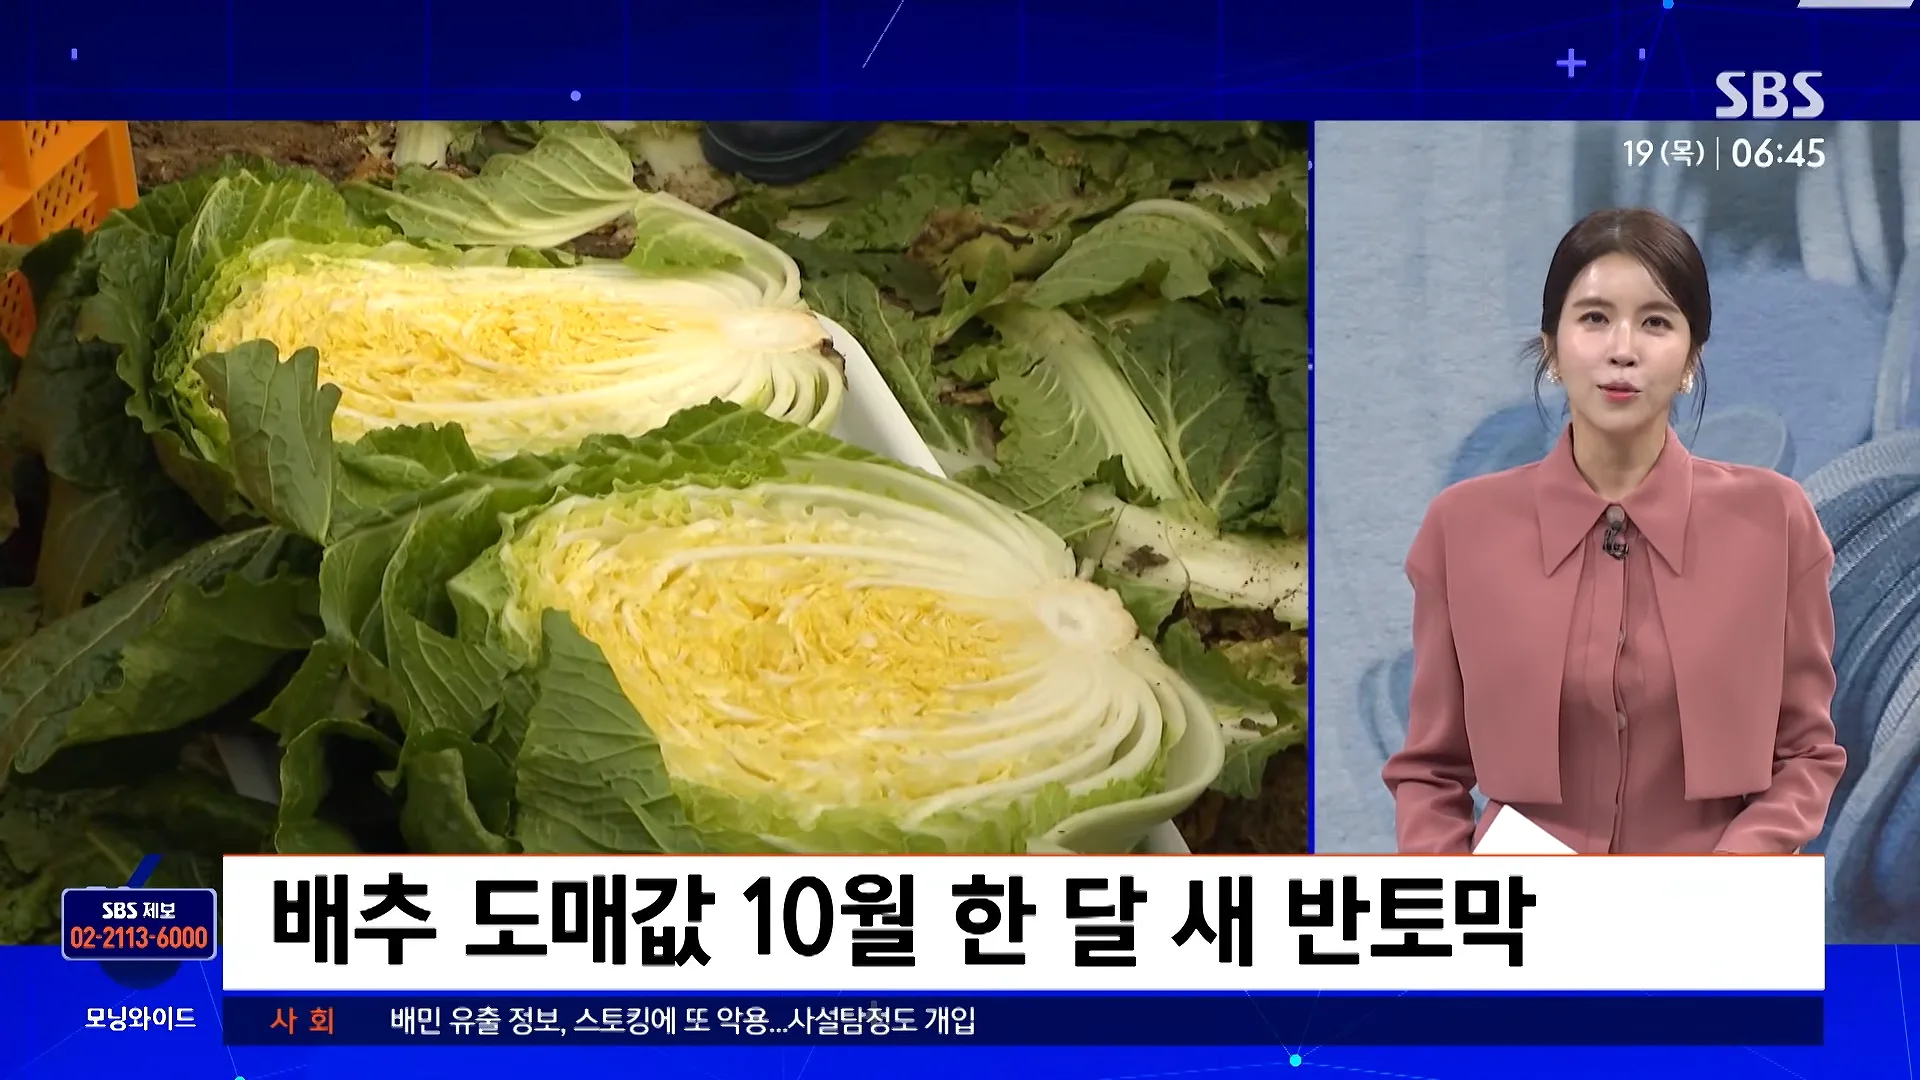 SBS
19(목) | 06:45
배추 도매값 10월 한 달 새 반토막
SBS 제보
02-2113-6000
모닝와이드
사회 배민 유출 정보, 스토킹에 또 악용...사설탐정도 개입